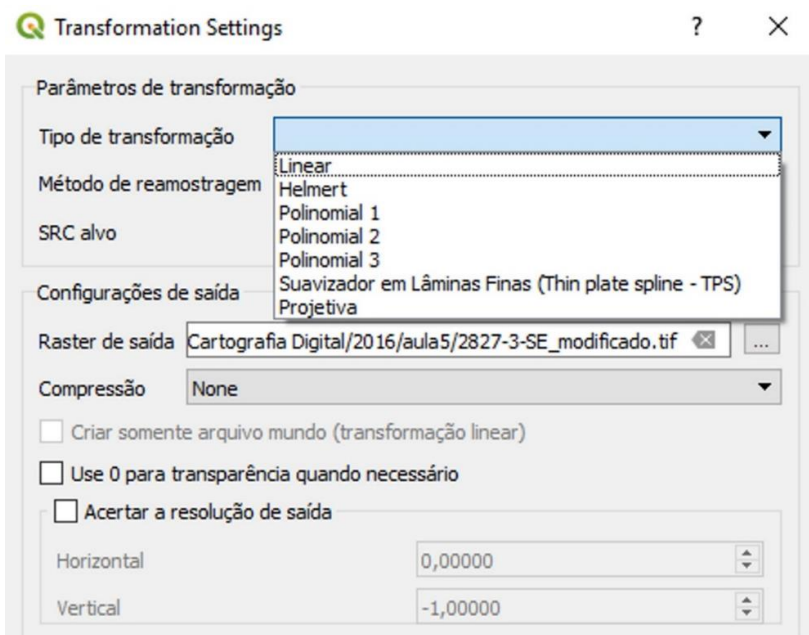 Transformation Settings ? ×
Parâmetros de transformação
Tipo de transformação
Linear
Método de reamostragem
Helmert
Polinomial 1
SRC alvo
Polinomial 2
Polinomial 3
Suavizador em Lâminas Finas (Thin plate spline - TPS)
Projetiva
Configurações de saída
Raster de saída Cartografia Digital/2016/aula5/2827-3-SE_modificado.tif ...
Compressão None
Criar somente arquivo mundo (transformação linear)
Use 0 para transparência quando necessário
Acertar a resolução de saída
Horizontal 0,00000
Vertical -1,00000